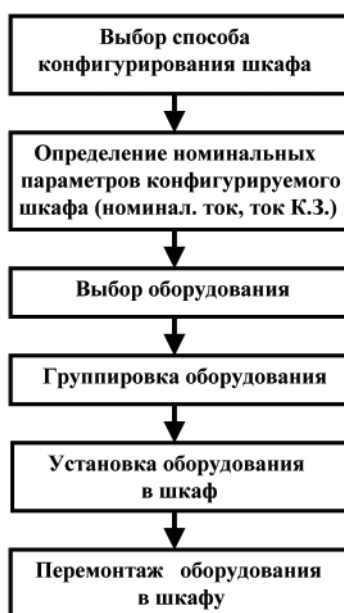 Выбор способа
конфигурирования шкафа
Определение номинальных
параметров конфигурируемого
шкафа (номинал. ток, ток К.З.)
Выбор оборудования
Группировка оборудования
Установка оборудования
в шкаф
Перемонтаж оборудования
в шкафу